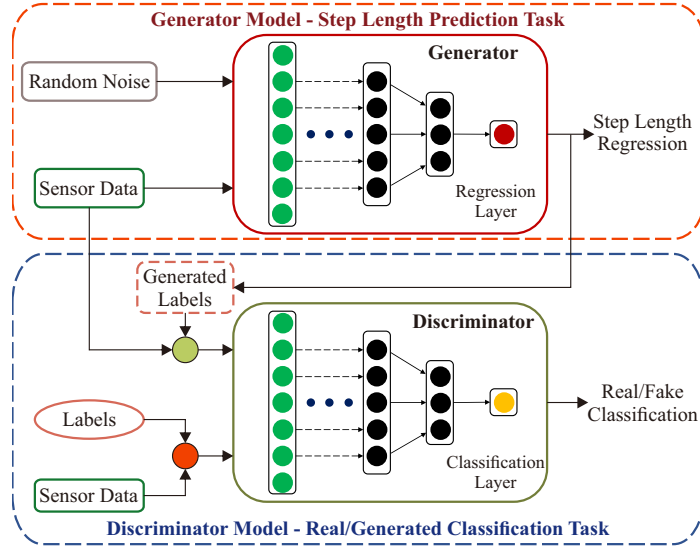 Generator Model - Step Length Prediction Task
Generator
Random Noise
Step Length
Regression
Sensor Data
Regression
Layer
Generated
Labels
Discriminator
Labels
Real/Fake
Classification
Sensor Data
Classification
Layer
Discriminator Model - Real/Generated Classification Task